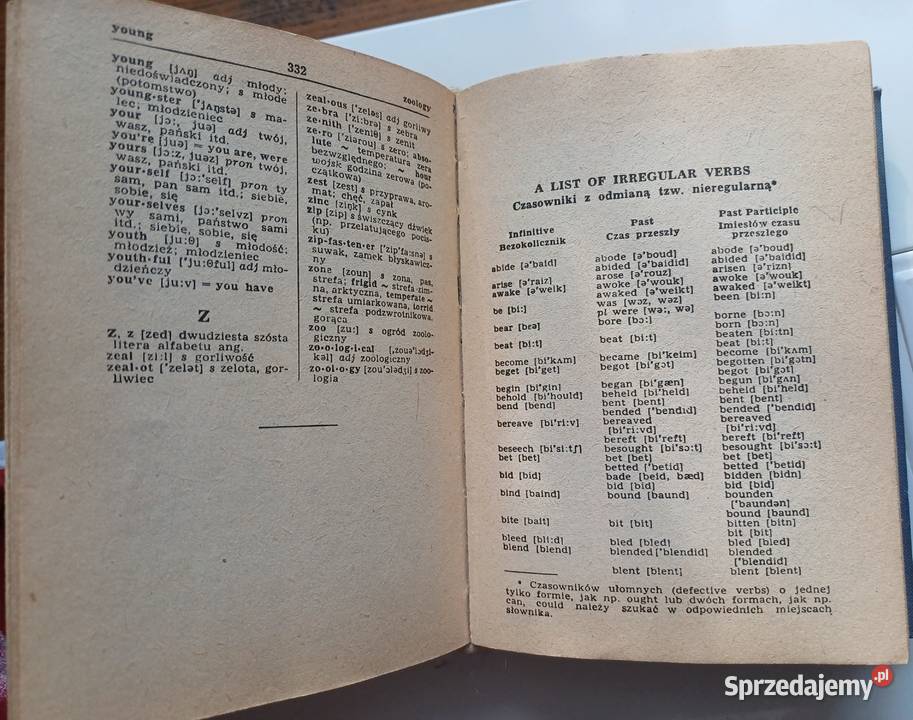 young
332
zoology
young [jʌŋ] adj młody;
niedoświadczony; s młode
(potomstwo)
young·ster ['jʌŋstə] s ma-
lec; młodzieniec
your [jɔ:, juə] adj twój,
wasz, pański itd.
you're [juə] = you are, were
yours [jɔ:z, juəz] pron twój,
wasz, pański itd.
your·self [jɔ:'self] pron ty
sam, pan sam itd.; siebie,
sobie, się
your·selves [jɔ:'selvz] pron
wy sami, państwo sami
itd.; siebie, sobie, się
youth [ju:θ] s młodość;
młodzież; młodzieniec
youth·ful ['ju:θful] adj mło-
dzieńczy
you've [ju:v] = you have
Z
Z, z [zed] dwudziesta szósta
litera alfabetu ang.
zeal [zi:l] s gorliwość
zeal·ot ['zelət] s zelota, gor-
liwiec
zeal·ous ['zeləs] adj gorliwy
ze·bra ['zi:brə] s zebra
ze·nith ['zeniθ] s zenit
ze·ro ['ziərou] s zero; abso-
lute ~ temperatura zera
bezwzględnego; ~ hour
wojsk godzina zerowa (po-
czątkowa)
zest [zest] s przyprawa, aro-
mat; chęć, zapał
zinc [ziŋk] s cynk
zip [zip] s świszczący dźwięk
(np. przelatującego pocis-
ku)
zip-fas·ten·er ['zip'fa:snə] s
suwak, zamek błyskawicz-
ny
zone [zoun] s zona, pas,
strefa; frigid ~ strefa zim-
na, arktyczna, temperate ~
strefa umiarkowana, torrid
~ strefa podzwrotnikowa,
gorąca
zoo [zu:] s ogród zoolo-
giczny
zo·o·log·i·cal [,zouə'lɔdʒi-
kəl] adj zoologiczny
zo·ol·o·gy [zou'ɔlədʒi] s zoo-
logia
A LIST OF IRREGULAR VERBS
Czasowniki z odmianą tzw. nieregularną*
Infinitive Past Past Participle
Bezokolicznik Czas przeszły Imiesłów czasu
przeszłego
abide [ə'baid] abode [ə'boud] abode [ə'boud]
abided [ə'baidid] abided [ə'baidid]
arise [ə'raiz] arose [ə'rouz] arisen [ə'rizn]
awake [ə'weik] awoke [ə'wouk] awoke [ə'wouk]
awaked [ə'weikt] awaked [ə'weikt]
be [bi:] was [wɔz, wəz] been [bi:n]
pl were [wə:, wə]
bear [beə] bore [bɔ:] borne [bɔ:n]
born [bɔ:n]
beat [bi:t] beat [bi:t] beaten [bi:tn]
beat [bi:t]
become [bi'kʌm] became [bi'keim] become [bi'kʌm]
beget [bi'get] begot [bi'gɔt] begotten [bi'gɔtn]
begot [bi'gɔt]
begin [bi'gin] began [bi'gæn] begun [bi'gʌn]
behold [bi'hould] beheld [bi'held] beheld [bi'held]
bend [bend] bent [bent] bent [bent]
bended ['bendid] bended ['bendid]
bereave [bi'ri:v] bereaved bereaved
[bi'ri:vd] [bi'ri:vd]
bereft [bi'reft] bereft [bi'reft]
beseech [bi'si:tʃ] besought [bi'sɔ:t] besought [bi'sɔ:t]
bet [bet] bet [bet] bet [bet]
betted ['betid] betted ['betid]
bid [bid] bade [beid, bæd] bidden [bidn]
bid [bid] bid [bid]
bind [baind] bound [baund] bounden
['baundən]
bound [baund]
bite [bait] bit [bit] bitten [bitn]
bit [bit]
bleed [bli:d] bled [bled] bled [bled]
blend [blend] blended ['blendid] blended
['blendid]
blent [blent] blent [blent]
* Czasowników ułomnych (defective verbs) o jednej
tylko formie, jak np. ought lub dwóch formach, jak np.
can, could należy szukać w odpowiednich miejscach
słownika.
Sprzedajemy.pl